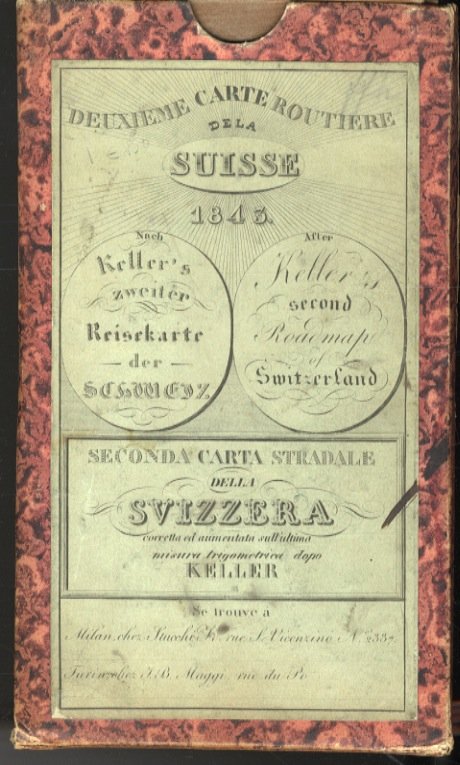 DEUXIEME CARTE ROUTIERE
DE LA
SUISSE
1843.
Nach
Keller's
zweiter
Reisekarte
der
SCHWEIZ
After
Keller's
second
Roadmap
of
Switzerland
SECONDA CARTA STRADALE
DELLA
SVIZZERA
corretta ed aumentata sull'ultima
misura trigometrica dopo
KELLER
Se trouve à
Milan, chez Stucchi K. rue S. Vicenzino N.
Turin, chez J. B. Maggi, rue du Po